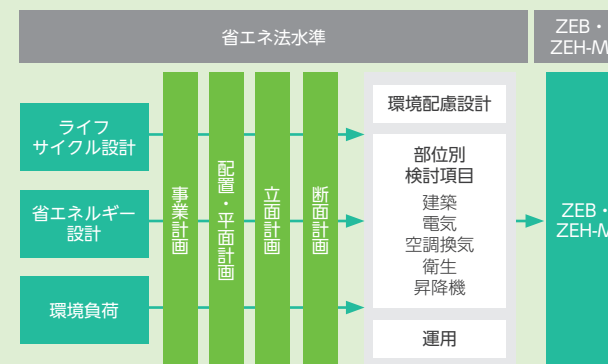 省エネ法水準
ZEB・
ZEH-M
ライフ
サイクル設計
省エネルギー
設計
環境負荷
事業計画
配置・平面計画
立面計画
断面計画
環境配慮設計
部位別
検討項目
建築
電気
空調換気
衛生
昇降機
運用
ZEB・
ZEH-M